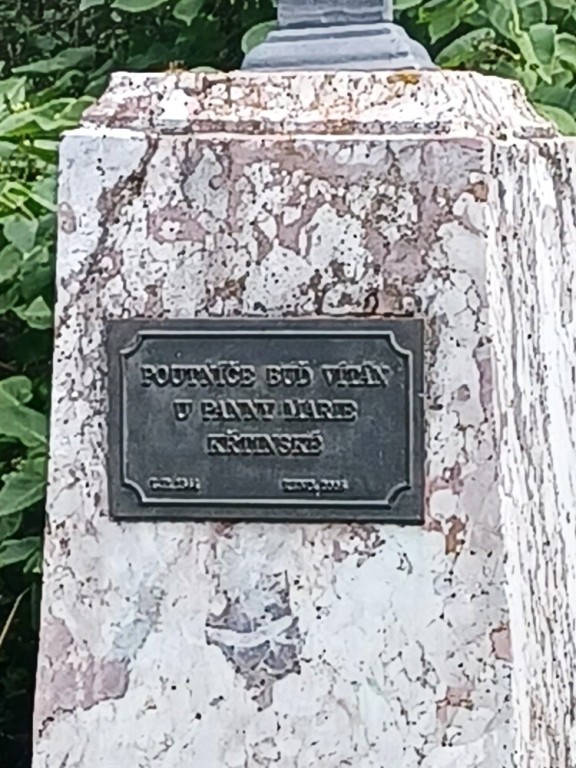 POUTNÍČE BUĎ VÍTÁN
U PANNY MARIE
KŘTINSKÉ